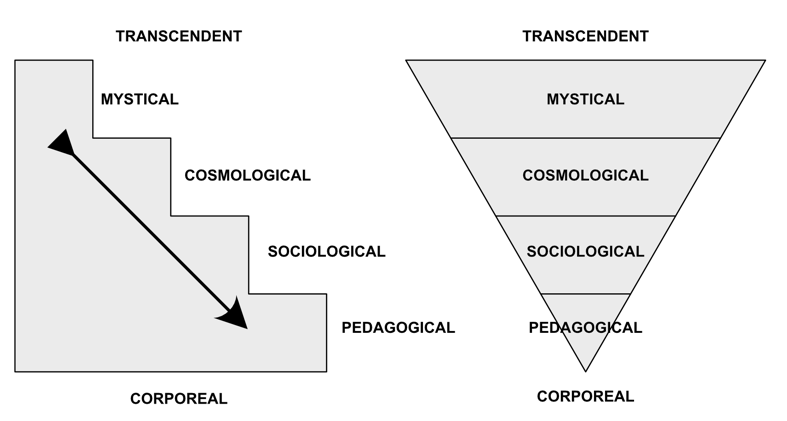 TRANSCENDENT
MYSTICAL
COSMOLOGICAL
SOCIOLOGICAL
PEDAGOGICAL
CORPOREAL
TRANSCENDENT
MYSTICAL
COSMOLOGICAL
SOCIOLOGICAL
PEDAGOGICAL
CORPOREAL